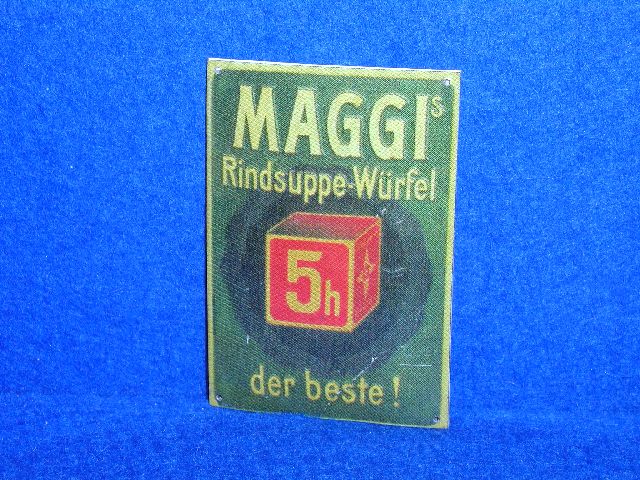 MAGGIs
Rindsuppe-Würfel
5h
der beste!